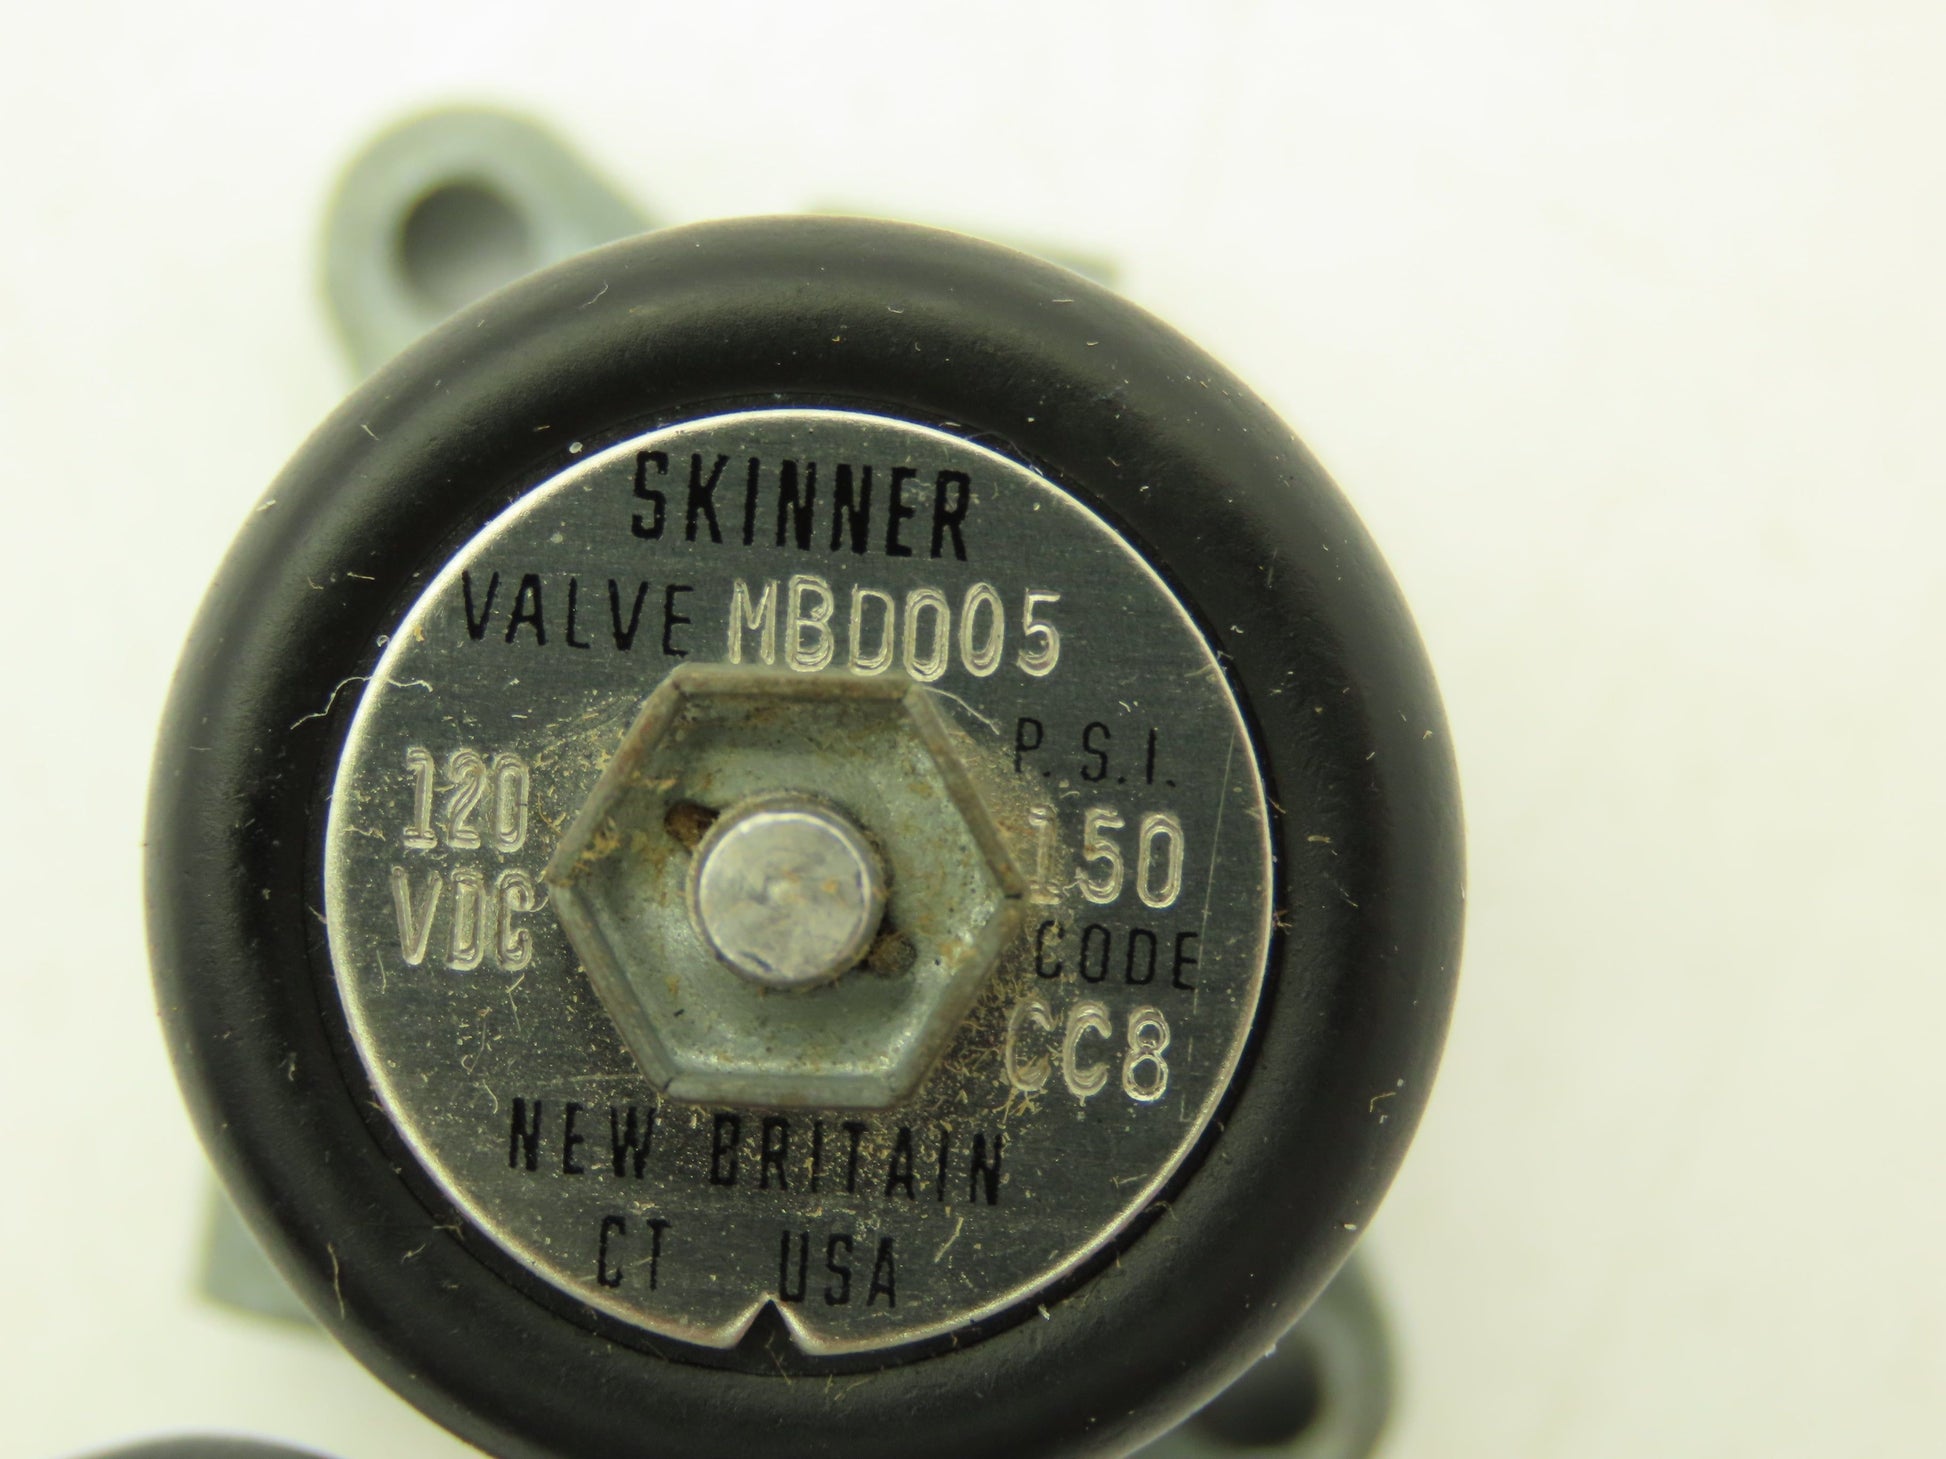 SKINNER
VALVE MBD005
120
VDC
P.S.I.
150
CODE
CC8
NEW BRITAIN
CT USA